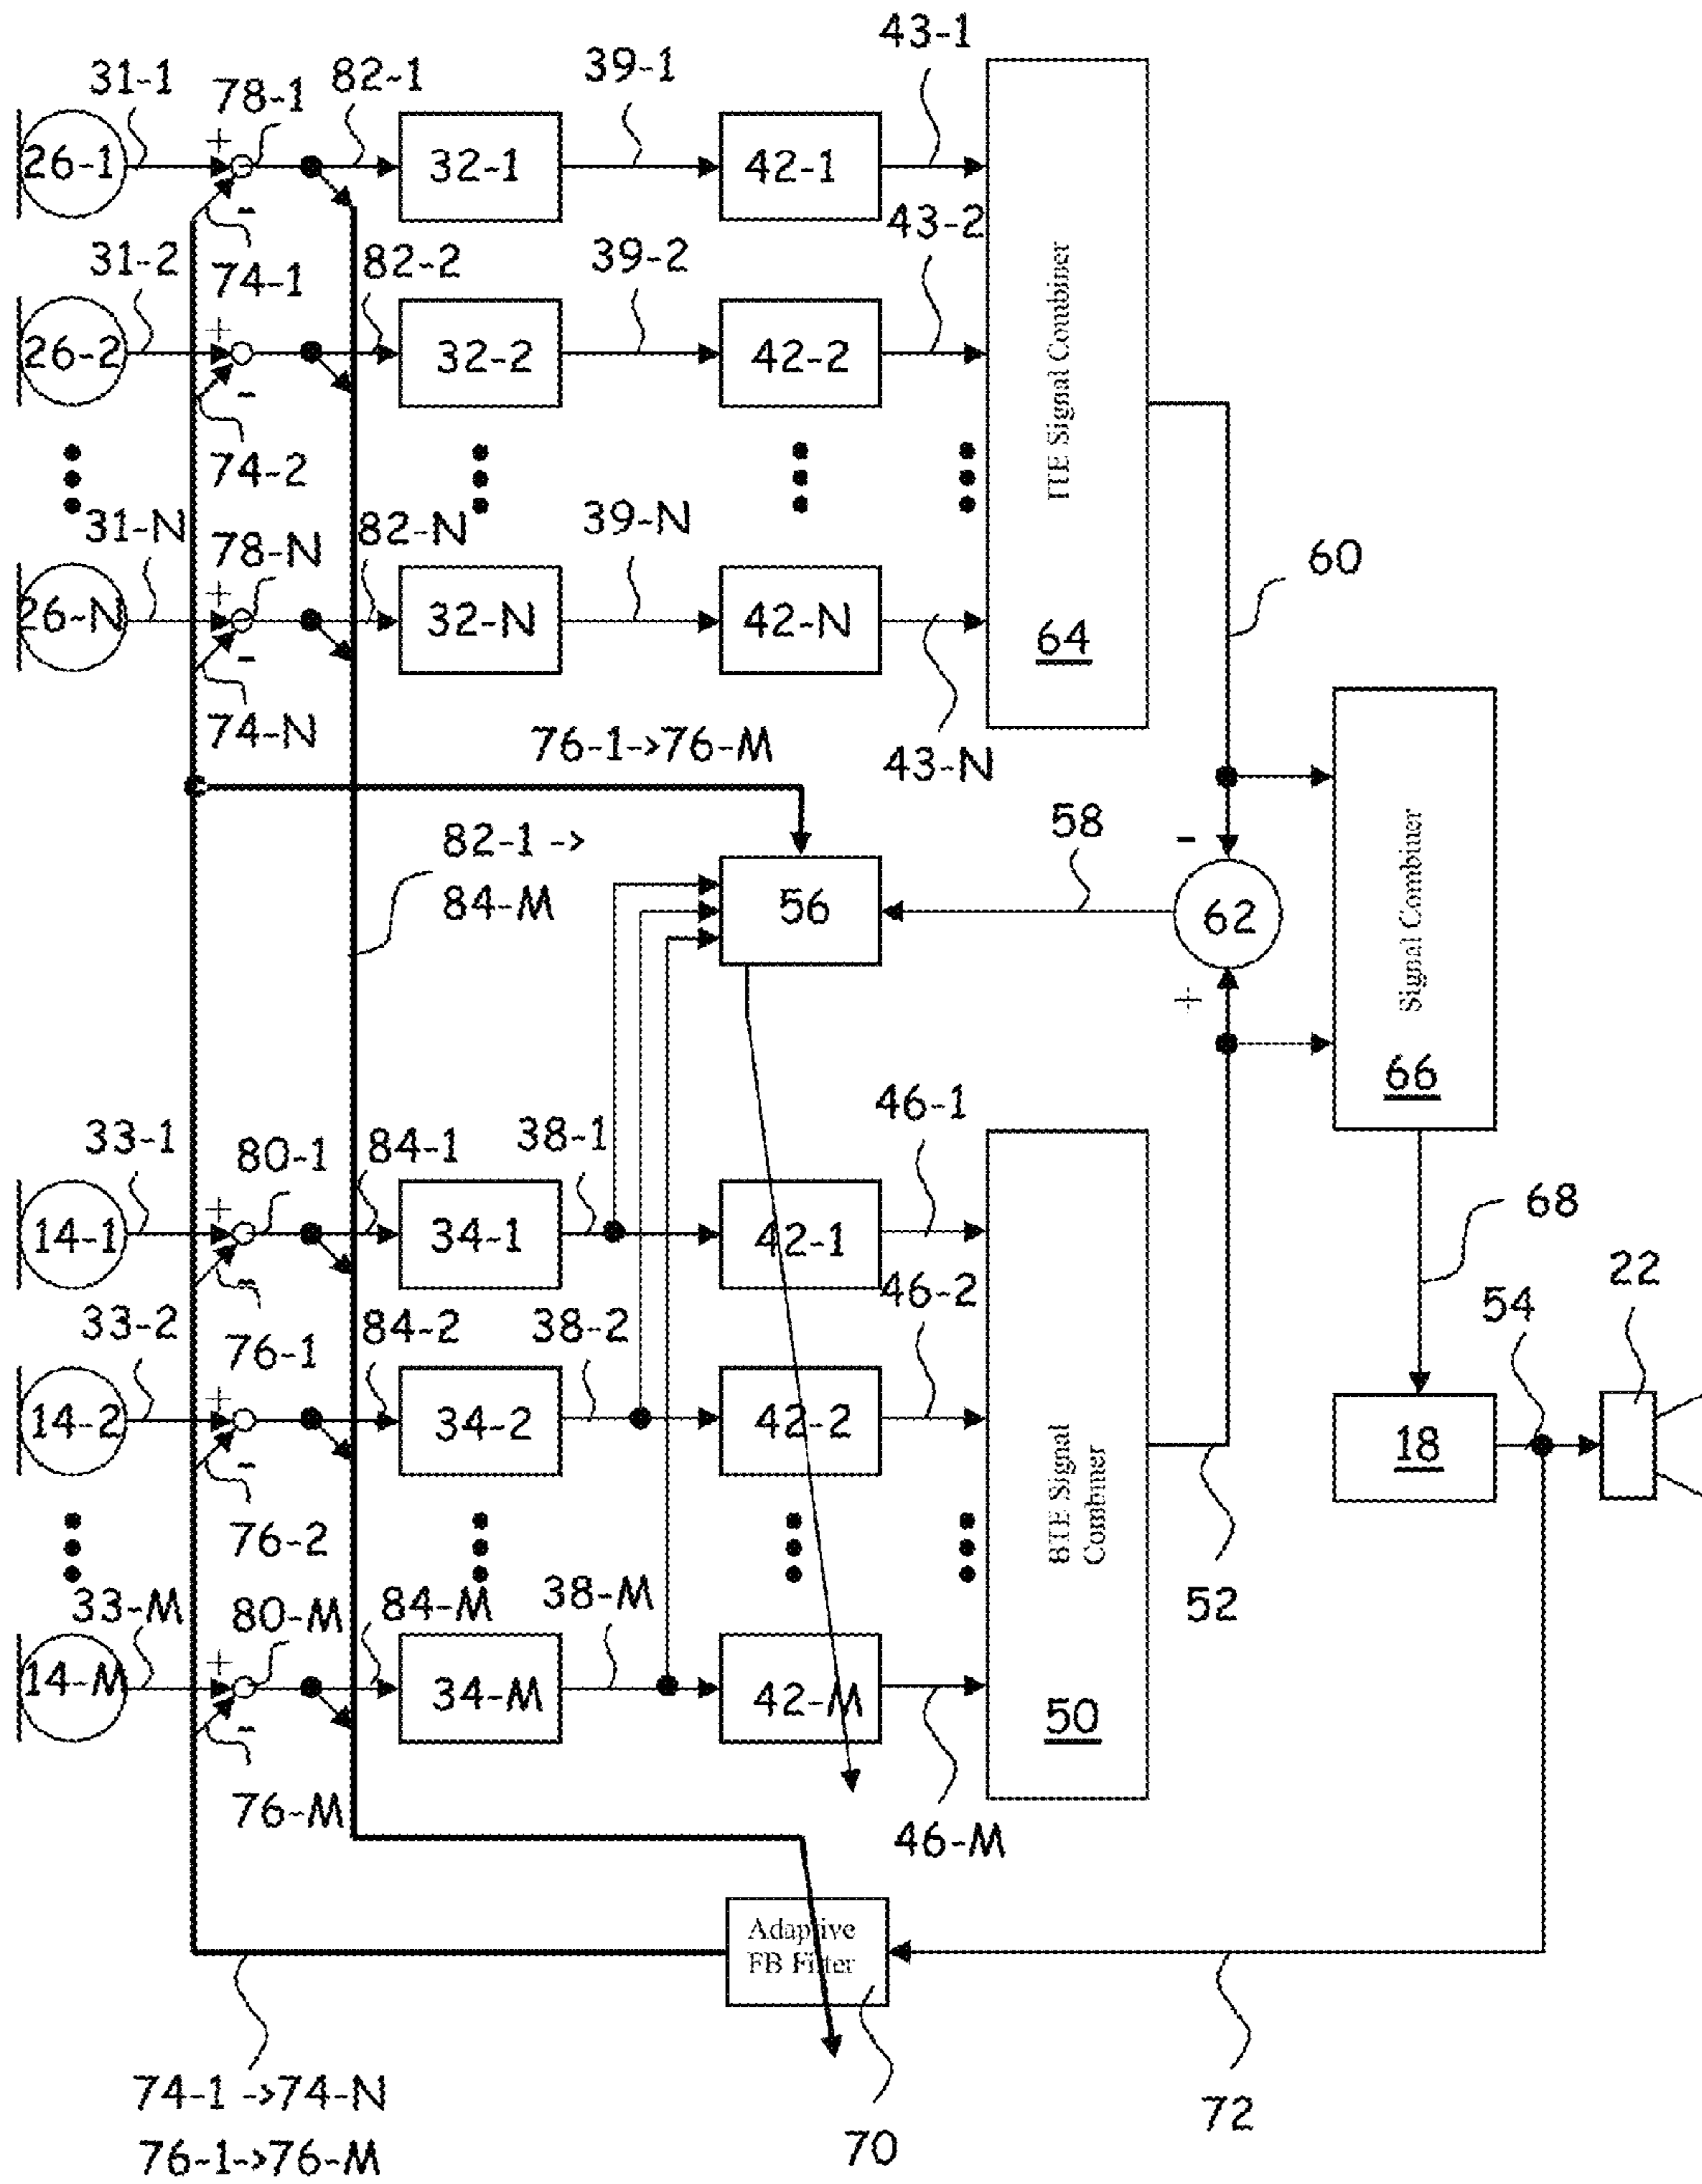 43-1
31-1
78-1
82-1
39-1
26-1
+
32-1
42-1
-
43-2
31-2
74-1
82-2
39-2
26-2
+
32-2
42-2
-
74-2
31-N
78-N
82-N
39-N
26-N
+
32-N
42-N
-
74-N
43-N
ITE Signal Combiner
64
60
76-1->76-M
82-1 ->
84-M
56
58
-
62
+
Signal Combiner
66
33-1
80-1
84-1
38-1
46-1
14-1
+
34-1
42-1
-
33-2
76-1
84-2
38-2
46-2
14-2
+
34-2
42-2
-
76-2
33-M
80-M
84-M
38-M
14-M
+
34-M
42-M
-
76-M
46-M
BTE Signal
Combiner
50
52
68
54
22
18
Adaptive
FB Filter
70
72
74-1 ->74-N
76-1->76-M